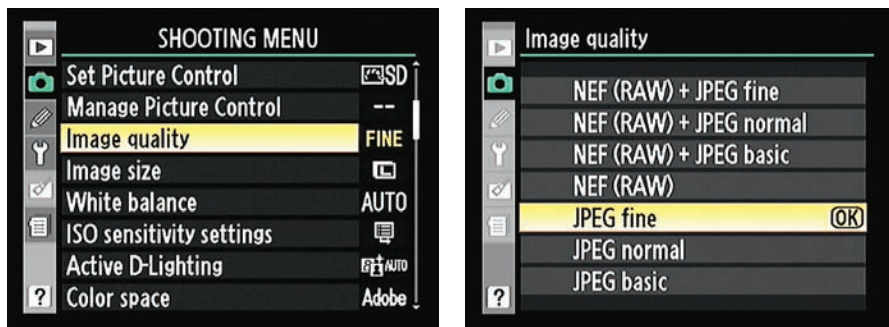 SHOOTING MENU
Set Picture Control SD
Manage Picture Control --
Image quality FINE
Image size L
White balance AUTO
ISO sensitivity settings
Active D-Lighting AUTO
Color space Adobe
?
Image quality
NEF (RAW) + JPEG fine
NEF (RAW) + JPEG normal
NEF (RAW) + JPEG basic
NEF (RAW)
JPEG fine OK
JPEG normal
JPEG basic
?